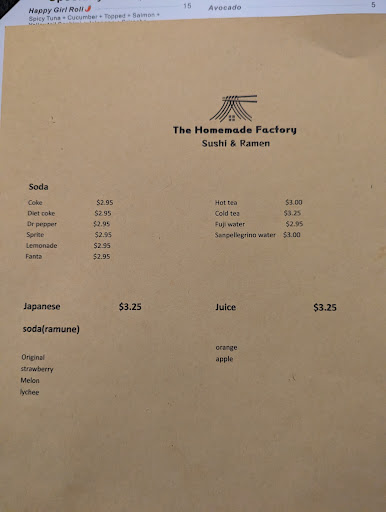 Happy Girl Roll 15 Avocado 5
Spicy Tuna + Cucumber + Topped + Salmon +
The Homemade Factory
Sushi & Ramen
Soda
Coke $2.95
Diet coke $2.95
Dr pepper $2.95
Sprite $2.95
Lemonade $2.95
Fanta $2.95
Hot tea $3.00
Cold tea $3.25
Fuji water $2.95
Sanpellegrino water $3.00
Japanese $3.25
soda(ramune)
Original
strawberry
Melon
lychee
Juice $3.25
orange
apple